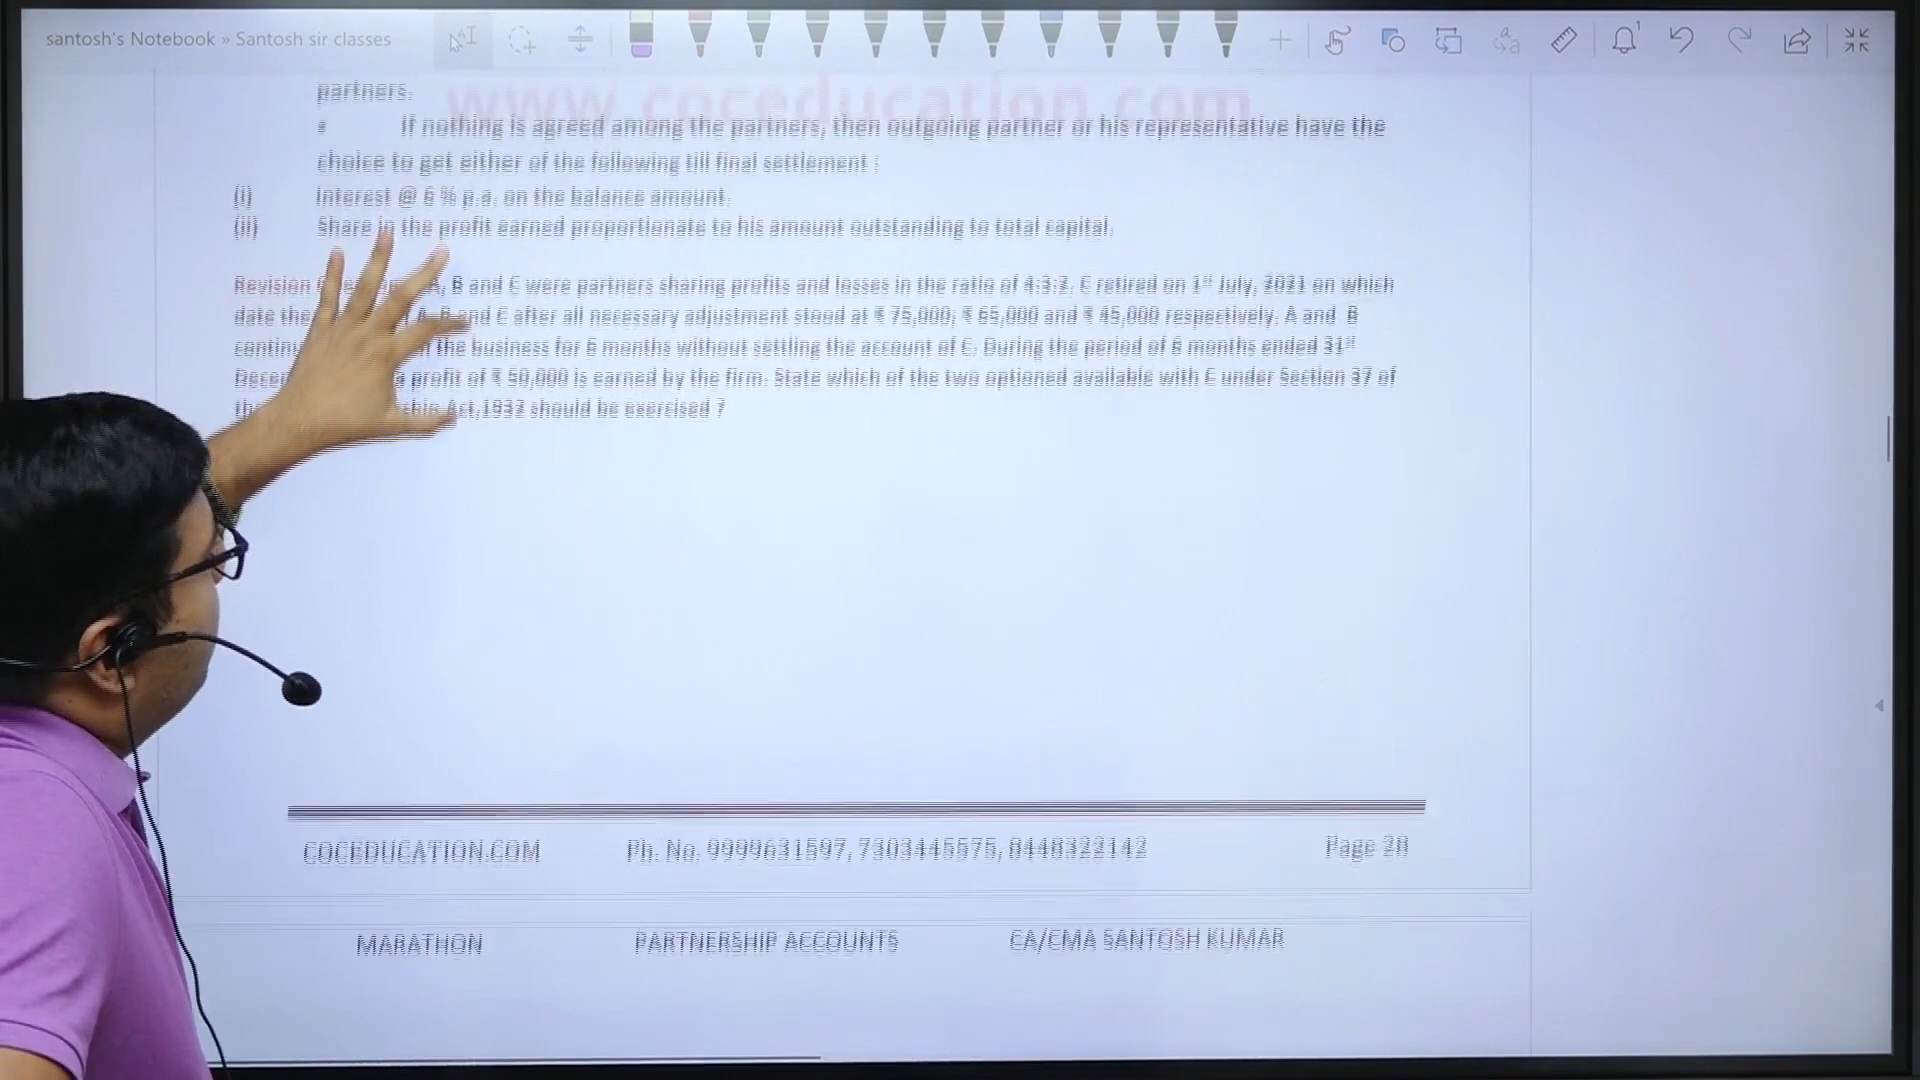 santosh's Notebook » Santosh sir classes
partners.
www.coceducation.com
If nothing is agreed among the partners, then outgoing partner or his representative have the
choice to get either of the following till final settlement :
(i) Interest @ 6 % p.a. on the balance amount.
(ii) Share in the profit earned proportionate to his amount outstanding to total capital.
Revision A, B and C were partners sharing profits and losses in the ratio of 4:3:2. C retired on 1st July, 2021 on which
date the A, B and C after all necessary adjustment stood at ₹ 75,000; ₹ 65,000 and ₹ 45,000 respectively. A and B
continu the business for 6 months without settling the account of C. During the period of 6 months ended 31st
Decem a profit of ₹ 50,000 is earned by the firm. State which of the two optioned available with C under Section 37 of
the ship Act,1932 should be exercised ?
COCEDUCATION.COM Ph. No. 9999631597, 7303445575, 8448322142 Page 28
MARATHON PARTNERSHIP ACCOUNTS CA/CMA SANTOSH KUMAR